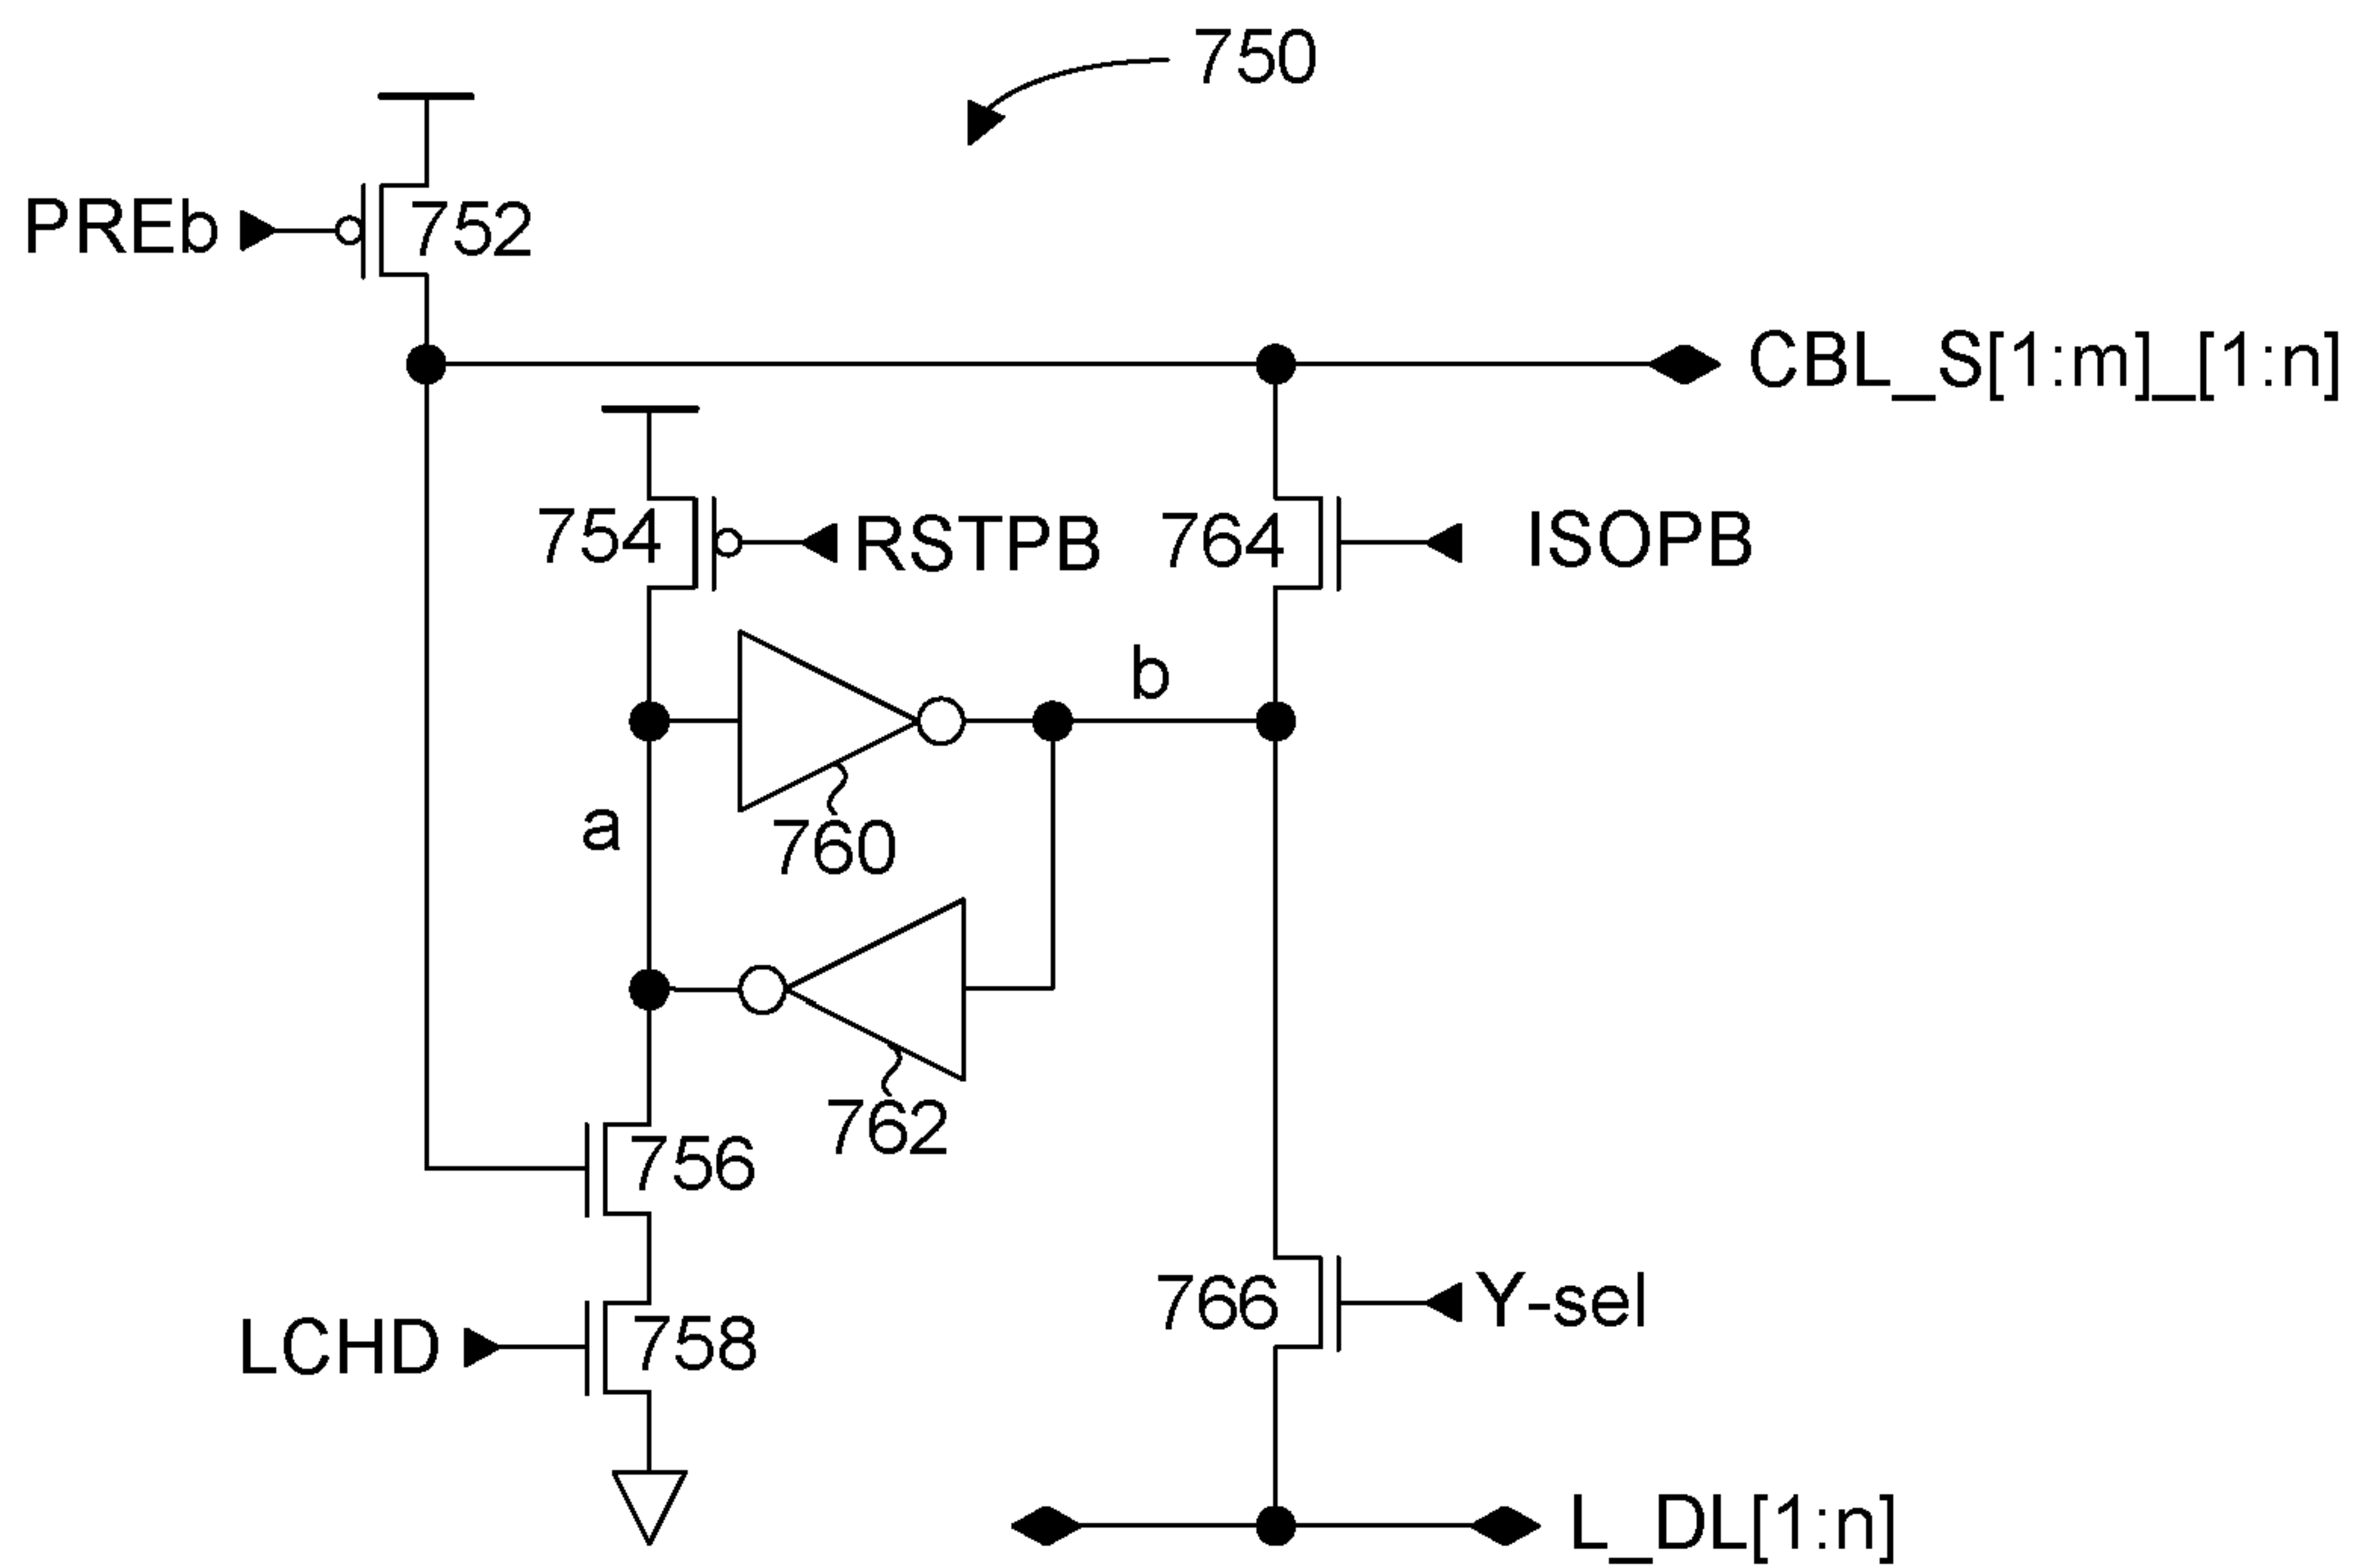 750
PREb
752
CBL_S[1:m]_[1:n]
754
RSTPB
764
ISOPB
b
a
760
762
756
766
Y-sel
LCHD
758
L_DL[1:n]